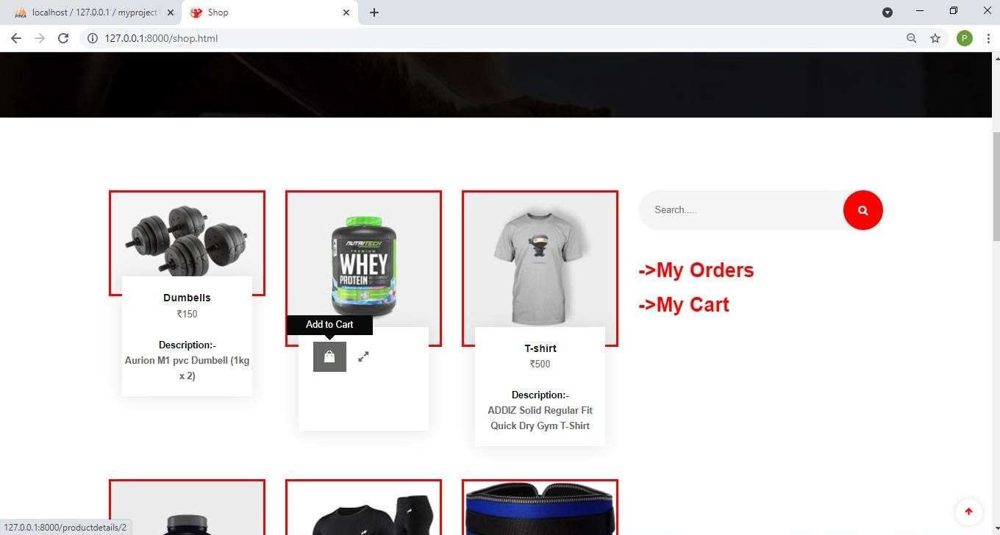 localhost / 127.0.0.1 / myproject1
Shop
127.0.0.1:8000/shop.html
P
Dumbells
₹150
Description:-
Aurion M1 pvc Dumbell (1kg
x 2)
NUTRITECH
PREMIUM
WHEY
PROTEIN
Add to Cart
T-shirt
₹500
Description:-
ADDIZ Solid Regular Fit
Quick Dry Gym T-Shirt
Search.....
->My Orders
->My Cart
127.0.0.1:8000/productdetails/2